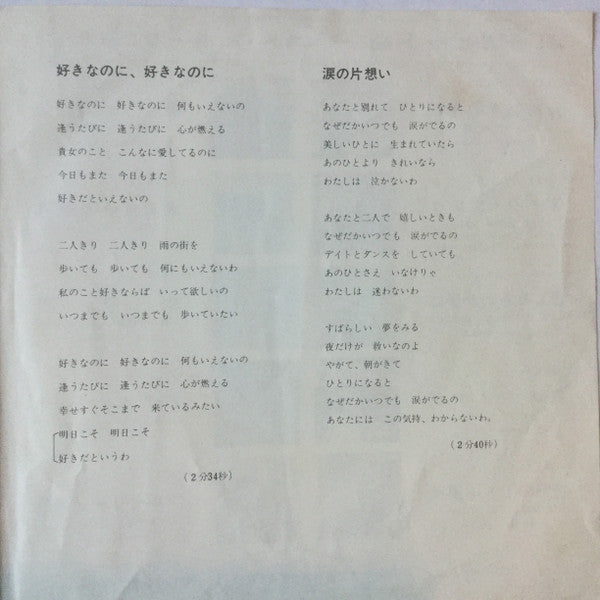 好きなのに、好きなのに
好きなのに 好きなのに 何もいえないの
逢うたびに 逢うたびに 心が燃える
貴女のこと こんなに愛してるのに
今日もまた 今日もまた
好きだといえないの
二人きり 二人きり 雨の街を
歩いても 歩いても 何にもいえないわ
私のこと好きならば いって欲しいの
いつまでも いつまでも 歩いていたい
好きなのに 好きなのに 何もいえないの
逢うたびに 逢うたびに 心が燃える
幸せすぐそこまで 来ているみたい
明日こそ 明日こそ
好きだというわ
(2分34秒)
涙の片想い
あなたと別れて ひとりになると
なぜだかいつでも 涙がでるの
美しいひとに 生まれていたら
あのひとより きれいなら
わたしは 泣かないわ
あなたと二人で 嬉しいときも
なぜだかいつでも 涙がでるの
デイトとダンスを していても
あのひとさえ いなけりゃ
わたしは 迷わないわ
すばらしい 夢をみる
夜だけが 救いなのよ
やがて、朝がきて
ひとりになると
なぜだかいつでも 涙がでるの
あなたには この気持、わからないわ。
(2分40秒)